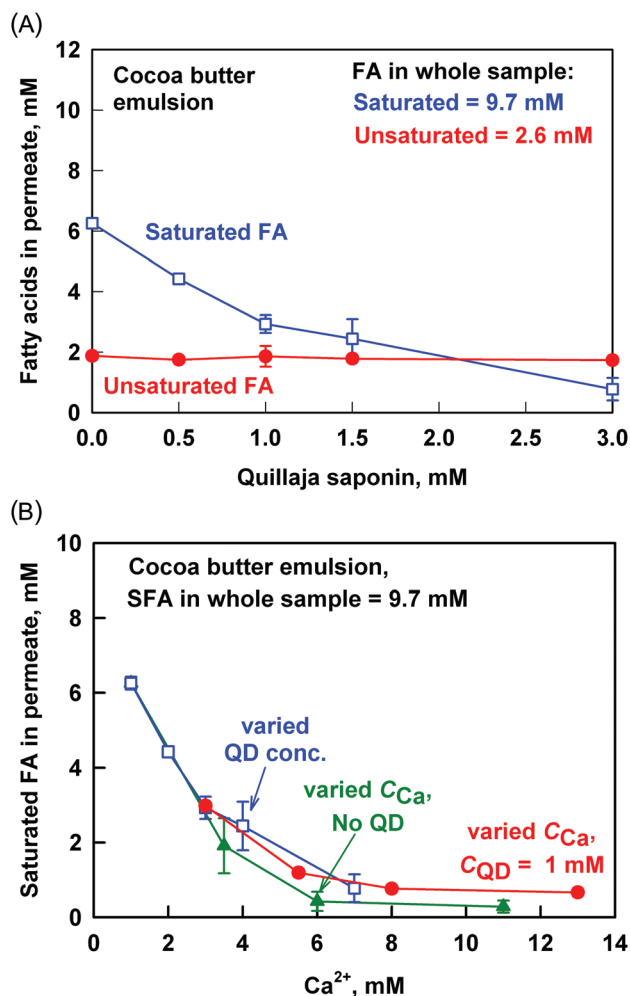 (A)
12
10
8
6
4
2
0
Fatty acids in permeate, mM
Cocoa butter
emulsion
FA in whole sample:
Saturated = 9.7 mM
Unsaturated = 2.6 mM
Saturated FA
Unsaturated FA
0.0 0.5 1.0 1.5 2.0 2.5 3.0
Quillaja saponin, mM
(B)
10
8
6
4
2
0
Saturated FA in permeate, mM
Cocoa butter emulsion,
SFA in whole sample = 9.7 mM
varied
QD conc.
varied CCa,
No QD
varied CCa,
CQD = 1 mM
0 2 4 6 8 10 12 14
Ca²⁺, mM